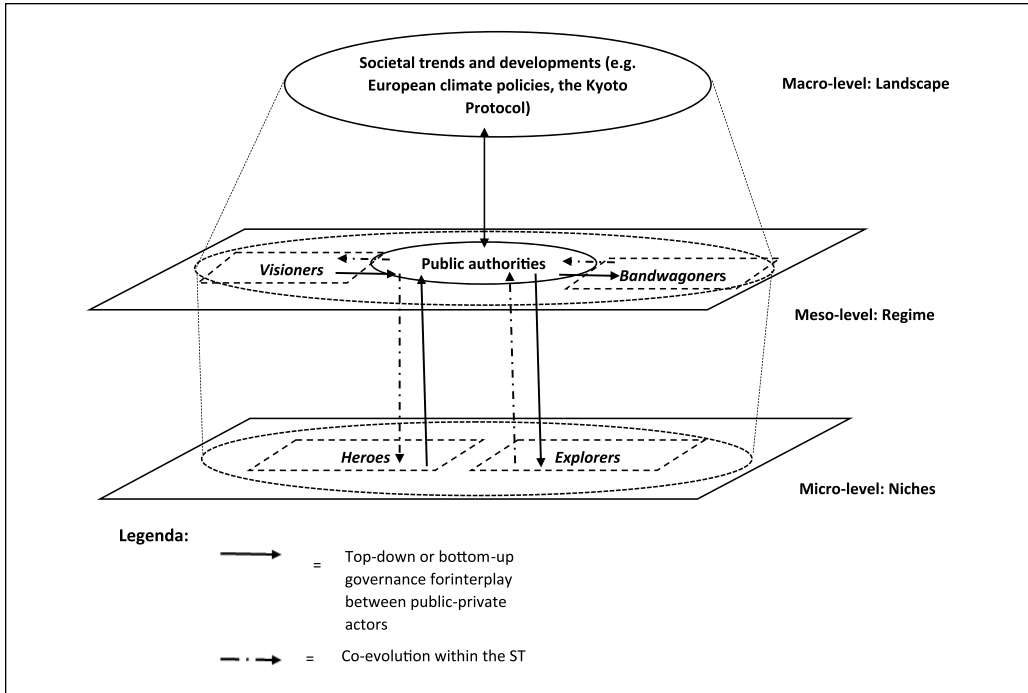 Societal trends and developments (e.g.
European climate policies, the Kyoto
Protocol)
Macro-level: Landscape
Visioners
Public authorities
Bandwagoners
Meso-level: Regime
Heroes
Explorers
Micro-level: Niches
Legenda:
= Top-down or bottom-up
governance forinterplay
between public-private
actors
= Co-evolution within the ST